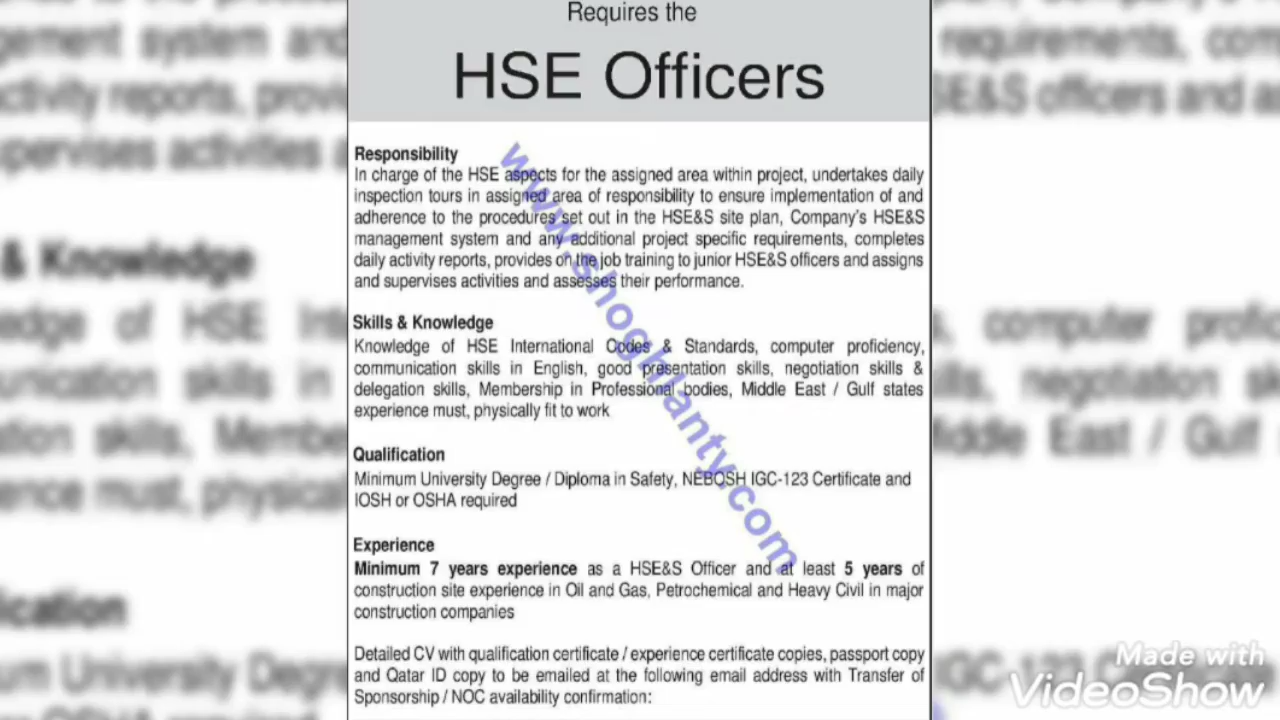 Requires the
HSE Officers
Responsibility
In charge of the HSE aspects for the assigned area within project, undertakes daily
inspection tours in assigned area of responsibility to ensure implementation of and
adherence to the procedures set out in the HSE&S site plan, Company's HSE&S
management system and any additional project specific requirements, completes
daily activity reports, provides on the job training to junior HSE&S officers and assigns
and supervises activities and assesses their performance.
Skills & Knowledge
Knowledge of HSE International Codes & Standards, computer proficiency,
communication skills in English, good presentation skills, negotiation skills &
delegation skills, Membership in Professional bodies, Middle East / Gulf states
experience must, physically fit to work
Qualification
Minimum University Degree / Diploma in Safety, NEBOSH IGC-123 Certificate and
IOSH or OSHA required
Experience
Minimum 7 years experience as a HSE&S Officer and at least 5 years of
construction site experience in Oil and Gas, Petrochemical and Heavy Civil in major
construction companies
Detailed CV with qualification certificate / experience certificate copies, passport copy
and Qatar ID copy to be emailed at the following email address with Transfer of
Sponsorship / NOC availability confirmation:
www.shoghlanty.com
Made with
VideoShow